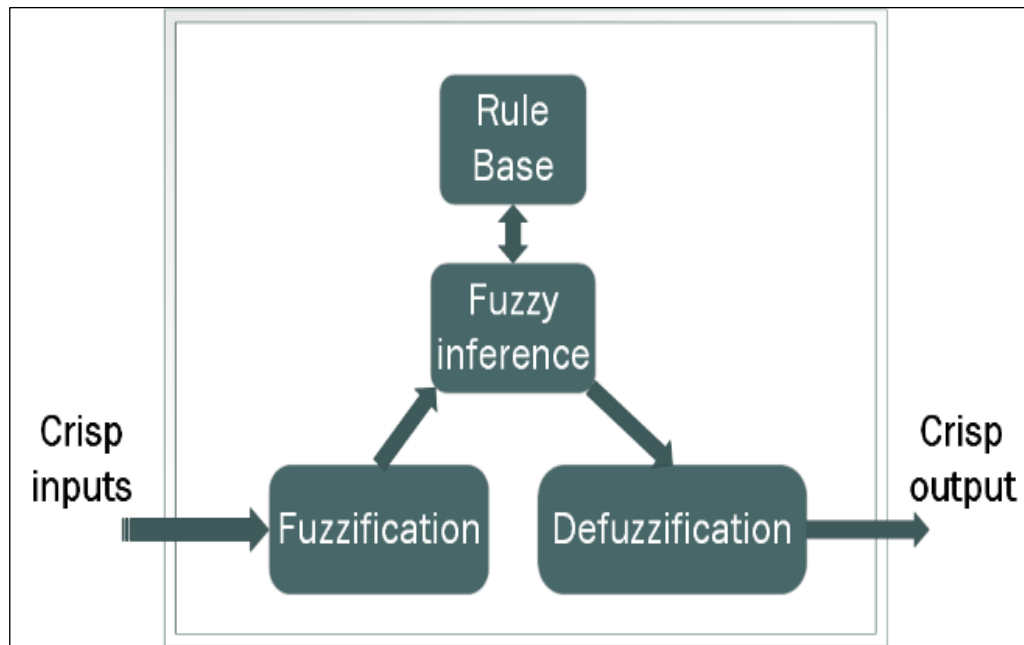 Rule
Base
Fuzzy
inference
Crisp
inputs
Fuzzification
Defuzzification
Crisp
output